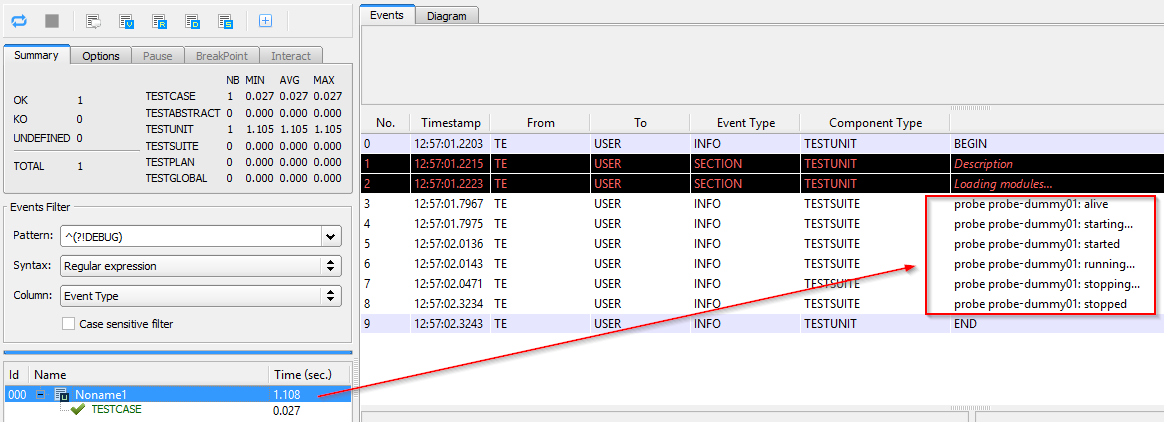 Summary Options Pause BreakPoint Interact
NB MIN AVG MAX
OK 1
KO 0
UNDEFINED 0
TOTAL 1
TESTCASE 1 0.027 0.027 0.027
TESTABSTRACT 0 0.000 0.000 0.000
TESTUNIT 1 1.105 1.105 1.105
TESTSUITE 0 0.000 0.000 0.000
TESTPLAN 0 0.000 0.000 0.000
TESTGLOBAL 0 0.000 0.000 0.000
Events Filter
Pattern: ^(?!DEBUG)
Syntax: Regular expression
Column: Event Type
Case sensitive filter
Id Name Time (sec.)
000 Noname1 1.108
TESTCASE 0.027
Events Diagram
No. Timestamp From To Event Type Component Type
0 12:57:01.2203 TE USER INFO TESTUNIT BEGIN
1 12:57:01.2215 TE USER SECTION TESTUNIT Description
2 12:57:01.2223 TE USER SECTION TESTUNIT Loading modules...
3 12:57:01.7967 TE USER INFO TESTSUITE probe probe-dummy01: alive
4 12:57:01.7975 TE USER INFO TESTSUITE probe probe-dummy01: starting...
5 12:57:02.0136 TE USER INFO TESTSUITE probe probe-dummy01: started
6 12:57:02.0143 TE USER INFO TESTSUITE probe probe-dummy01: running...
7 12:57:02.0471 TE USER INFO TESTSUITE probe probe-dummy01: stopping...
8 12:57:02.3234 TE USER INFO TESTSUITE probe probe-dummy01: stopped
9 12:57:02.3243 TE USER INFO TESTUNIT END